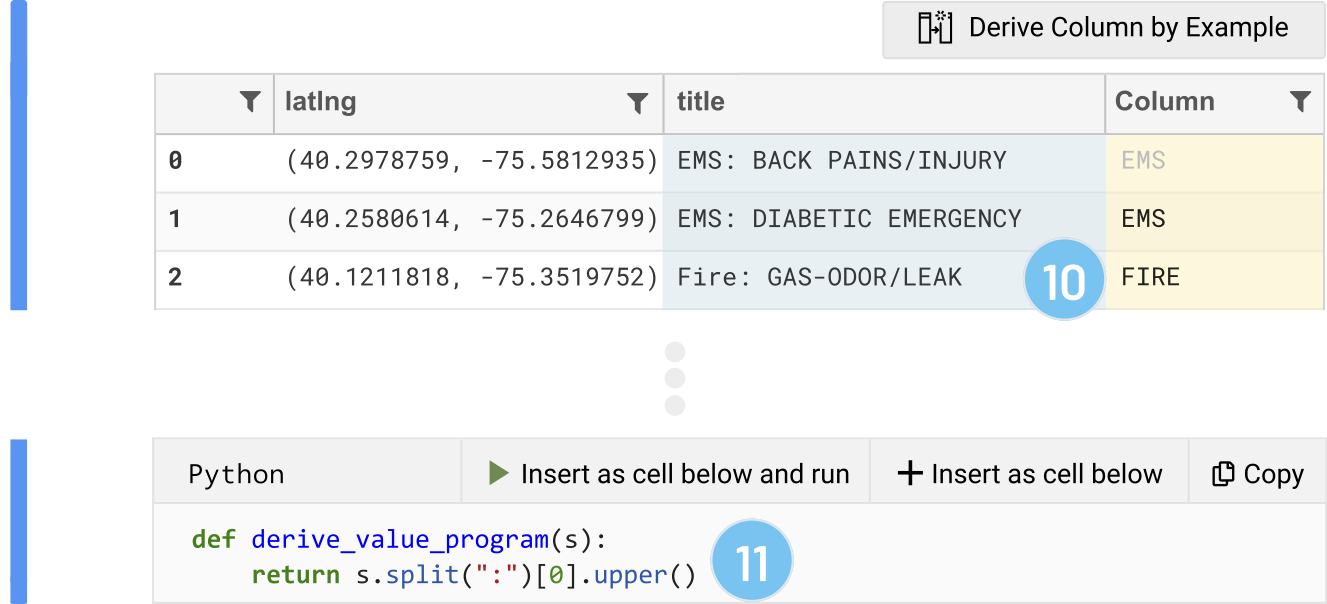 Derive Column by Example
latlng title Column
0 (40.2978759, -75.5812935) EMS: BACK PAINS/INJURY EMS
1 (40.2580614, -75.2646799) EMS: DIABETIC EMERGENCY EMS
2 (40.1211818, -75.3519752) Fire: GAS-ODOR/LEAK 10 FIRE
Python Insert as cell below and run Insert as cell below Copy
def derive_value_program(s):
return s.split(":")[0].upper() 11